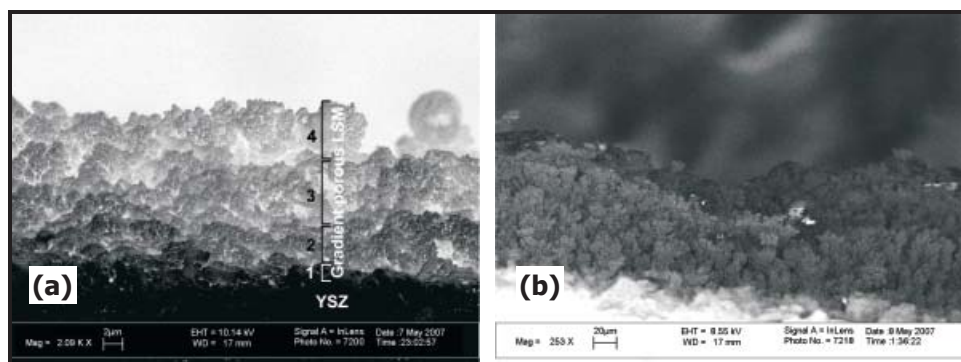 4
3
2
1
Gradient porous LSM
YSZ
(a)
Mag = 2.09 K X
2µm
EHT = 10.14 kV
WD = 17 mm
Signal A = InLens
Photo No. = 7200
Date :7 May 2007
Time :23:02:57
(b)
Mag = 253 X
20µm
EHT = 8.55 kV
WD = 17 mm
Signal A = InLens
Photo No. = 7218
Date :8 May 2007
Time :1:36:22